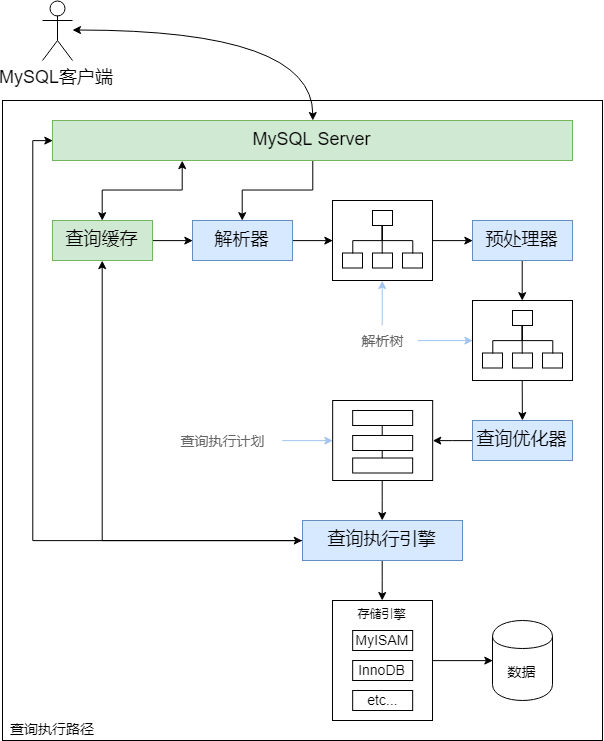 MySQL客户端
MySQL Server
查询缓存
解析器
预处理器
解析树
查询执行计划
查询优化器
查询执行引擎
存储引擎
MyISAM
InnoDB
etc...
数据
查询执行路径